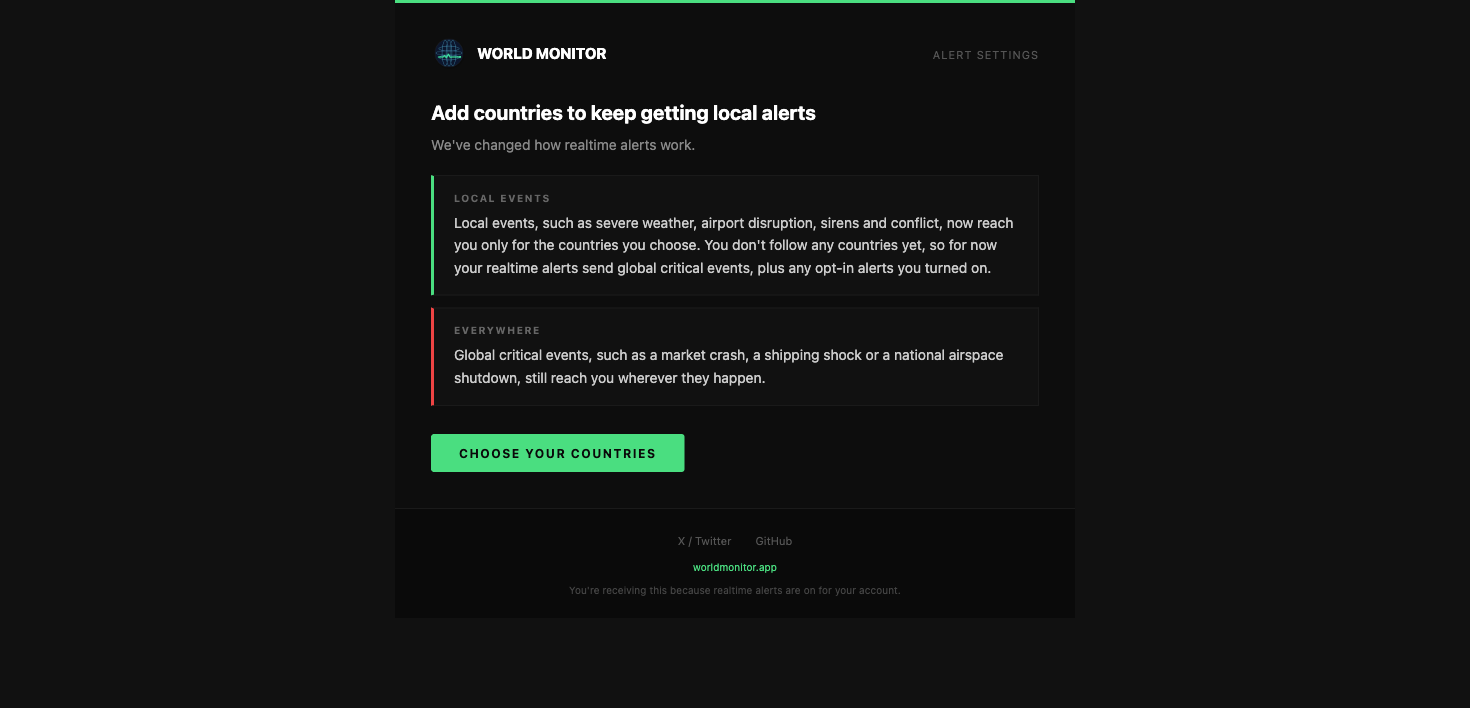 WORLD MONITOR
ALERT SETTINGS
Add countries to keep getting local alerts
We've changed how realtime alerts work.
LOCAL EVENTS
Local events, such as severe weather, airport disruption, sirens and conflict, now reach
you only for the countries you choose. You don't follow any countries yet, so for now
your realtime alerts send global critical events, plus any opt-in alerts you turned on.
EVERYWHERE
Global critical events, such as a market crash, a shipping shock or a national airspace
shutdown, still reach you wherever they happen.
CHOOSE YOUR COUNTRIES
X / Twitter GitHub
worldmonitor.app
You're receiving this because realtime alerts are on for your account.